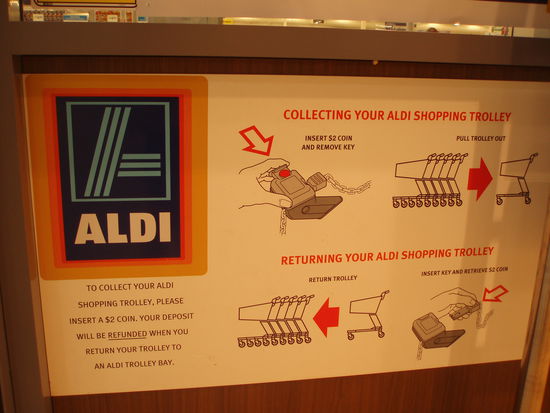 ALDI
TO COLLECT YOUR ALDI
SHOPPING TROLLEY, PLEASE
INSERT A $2 COIN. YOUR DEPOSIT
WILL BE REFUNDED WHEN YOU
RETURN YOUR TROLLEY TO
AN ALDI TROLLEY BAY.
COLLECTING YOUR ALDI SHOPPING TROLLEY
INSERT $2 COIN
AND REMOVE KEY
PULL TROLLEY OUT
RETURNING YOUR ALDI SHOPPING TROLLEY
RETURN TROLLEY
INSERT KEY AND RETRIEVE $2 COIN